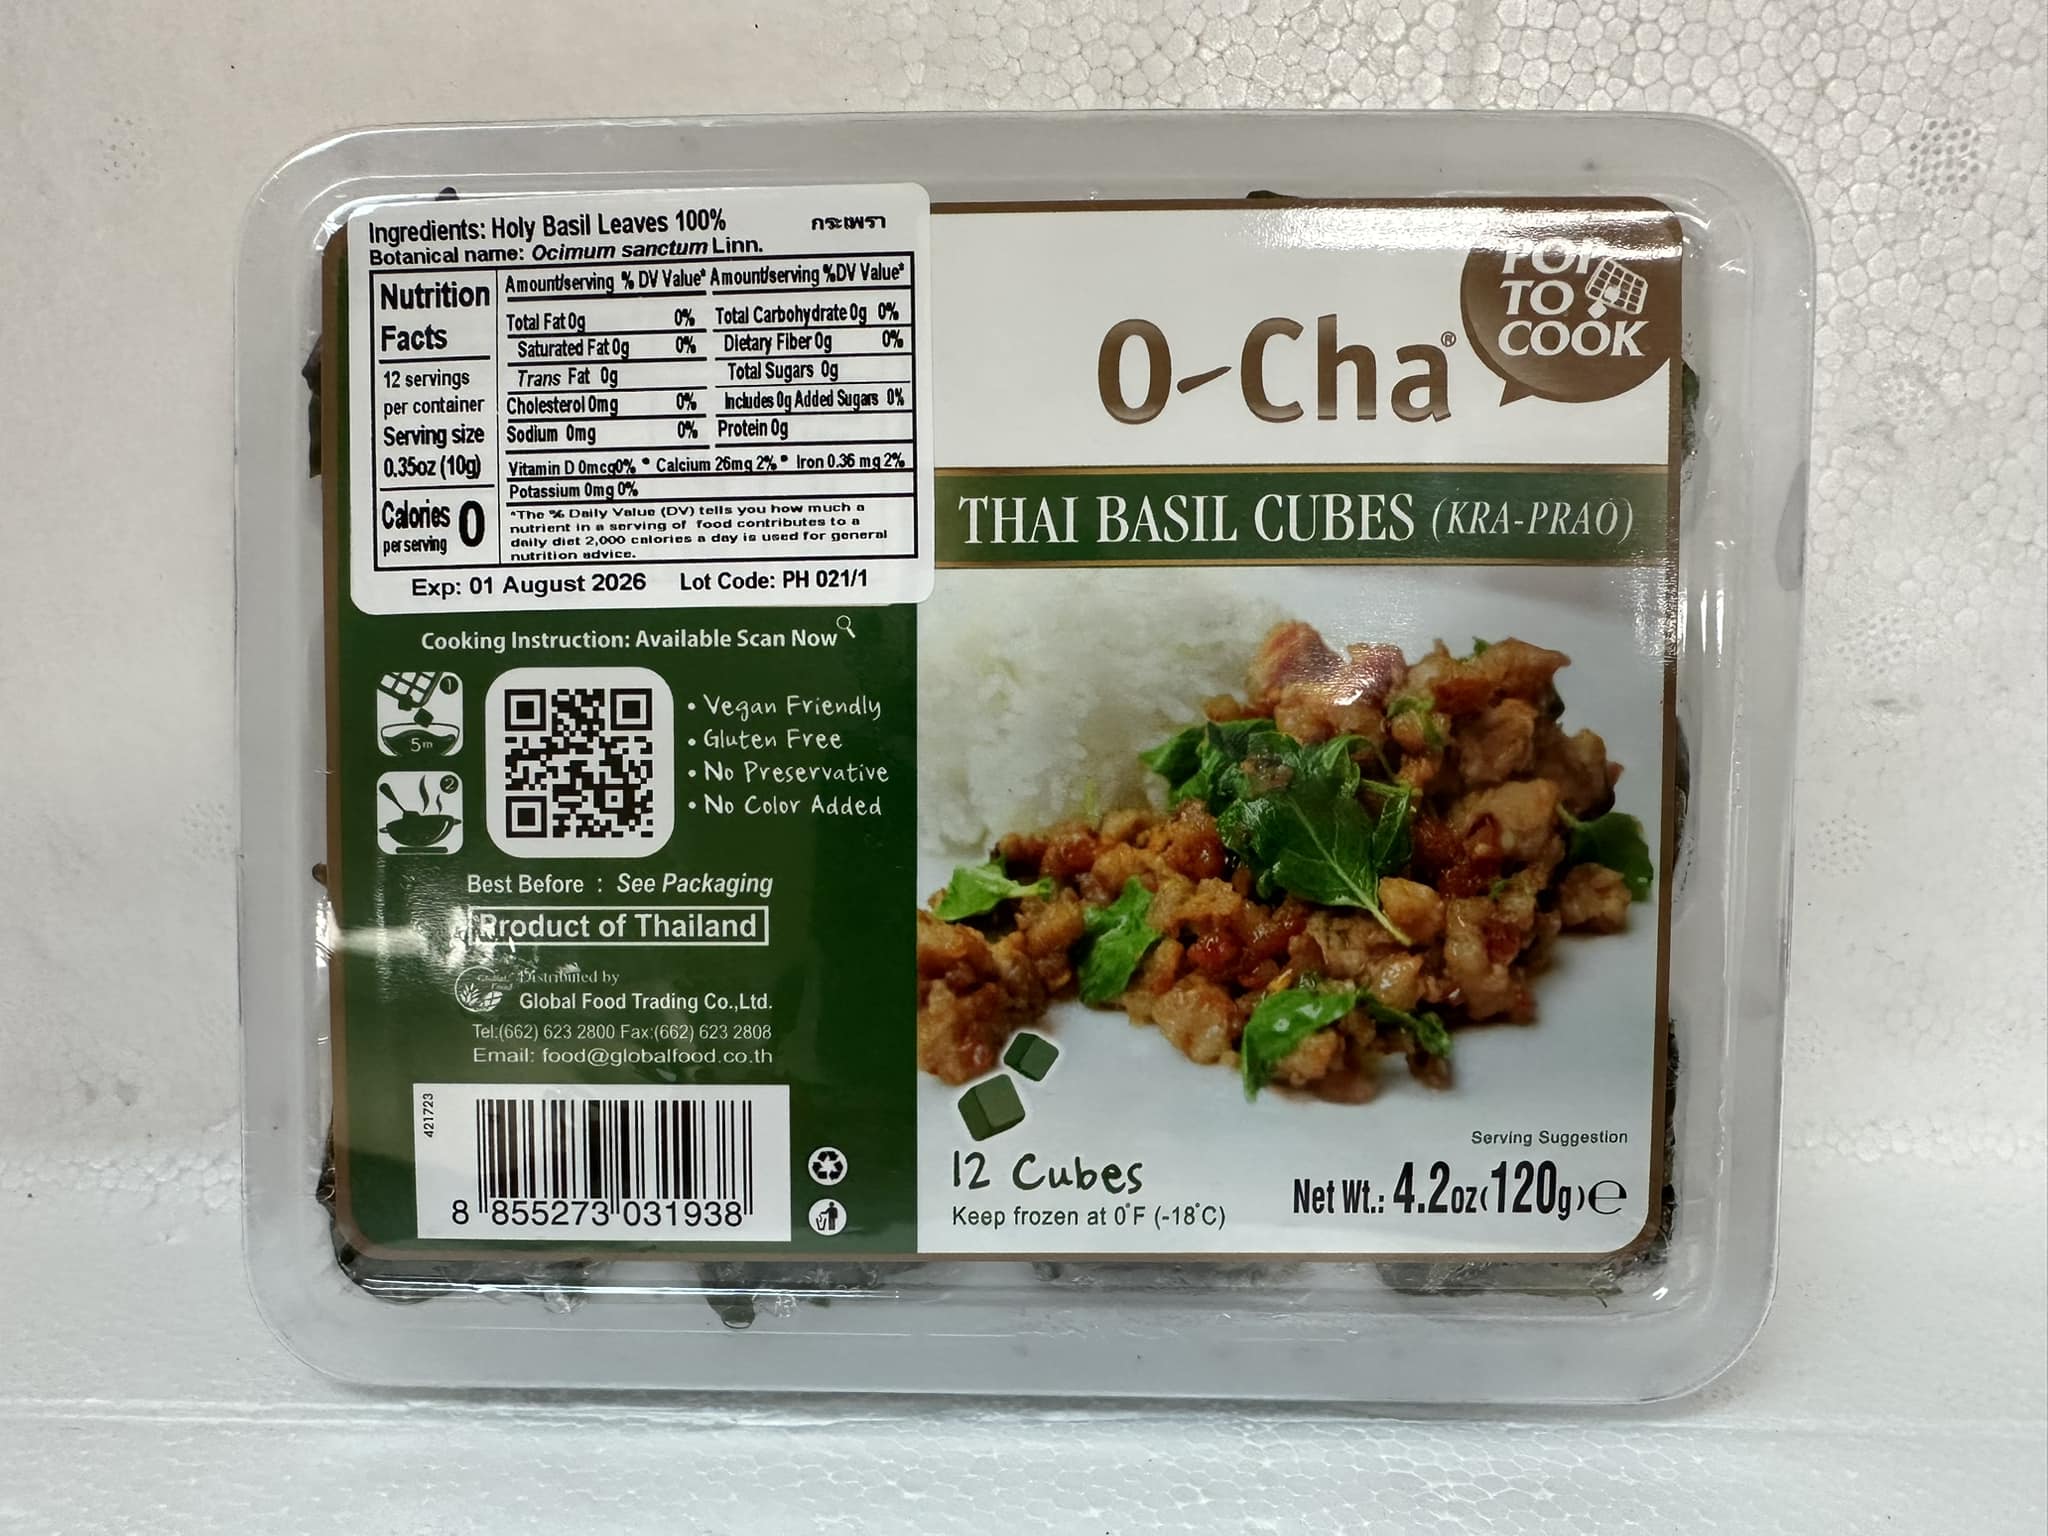 Ingredients: Holy Basil Leaves 100% กระเพรา
Botanical name: Ocimum sanctum Linn.
Nutrition
Facts
12 servings
per container
Serving size
0.35oz (10g)
Calories 0
per serving
Amount/serving % DV Value* Amount/serving %DV Value*
Total Fat 0g 0% Total Carbohydrate 0g 0%
Saturated Fat 0g 0% Dietary Fiber 0g 0%
Trans Fat 0g Total Sugars 0g
Cholesterol 0mg 0% Includes 0g Added Sugars 0%
Sodium 0mg 0% Protein 0g
Vitamin D 0mcg0% • Calcium 26mg 2% • Iron 0.36 mg 2%
Potassium 0mg 0%
*The % Daily Value (DV) tells you how much a
nutrient in a serving of food contributes to a
daily diet 2,000 calories a day is used for general
nutrition advice.
Exp: 01 August 2026 Lot Code: PH 021/1
Cooking Instruction: Available Scan Now
1
5m
2
• Vegan Friendly
• Gluten Free
• No Preservative
• No Color Added
Best Before : See Packaging
Product of Thailand
Distributed by
Global Food Trading Co.,Ltd.
Tel:(662) 623 2800 Fax:(662) 623 2808
Email: food@globalfood.co.th
421723
8 855273 031938
POP
TO
COOK
O-Cha®
THAI BASIL CUBES (KRA-PRAO)
Serving Suggestion
12 Cubes
Keep frozen at 0°F (-18°C)
Net Wt.: 4.2oz(120g)e